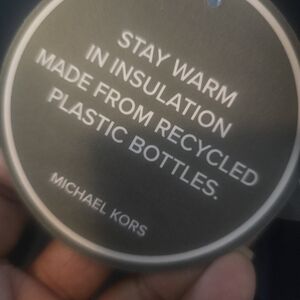 STAY WARM
IN INSULATION
MADE FROM RECYCLED
PLASTIC BOTTLES.
MICHAEL KORS